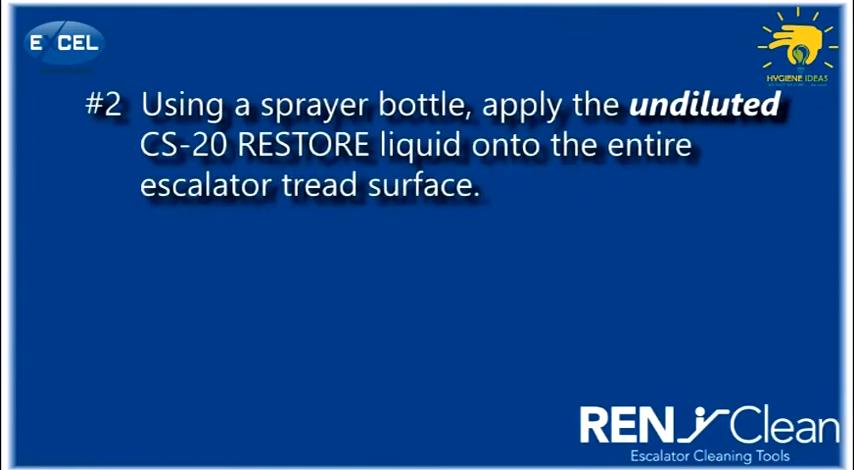 EXCEL
HYGIENE IDEAS
#2 Using a sprayer bottle, apply the undiluted
CS-20 RESTORE liquid onto the entire
escalator tread surface.
REN Clean
Escalator Cleaning Tools